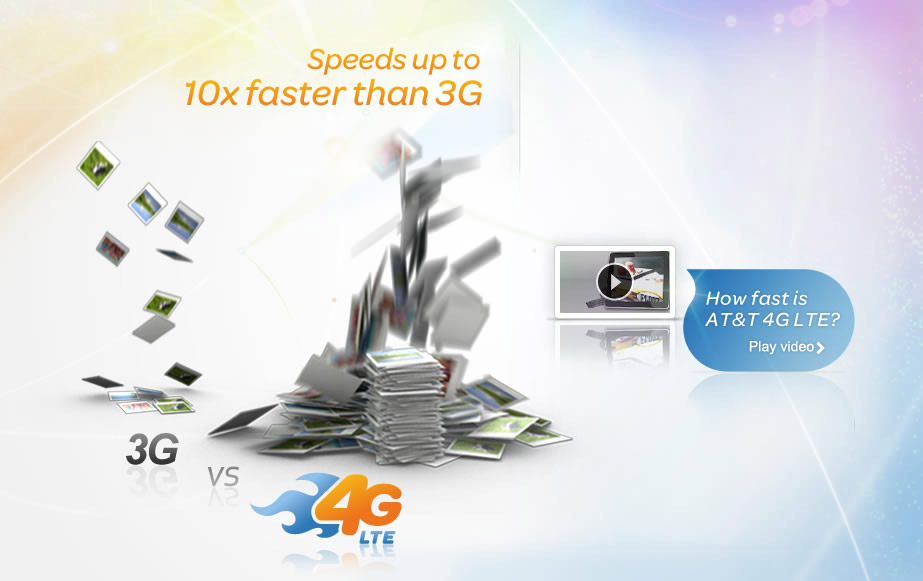 Speeds up to
10x faster than 3G
How fast is
AT&T 4G LTE?
Play video
3G
VS
4G
LTE